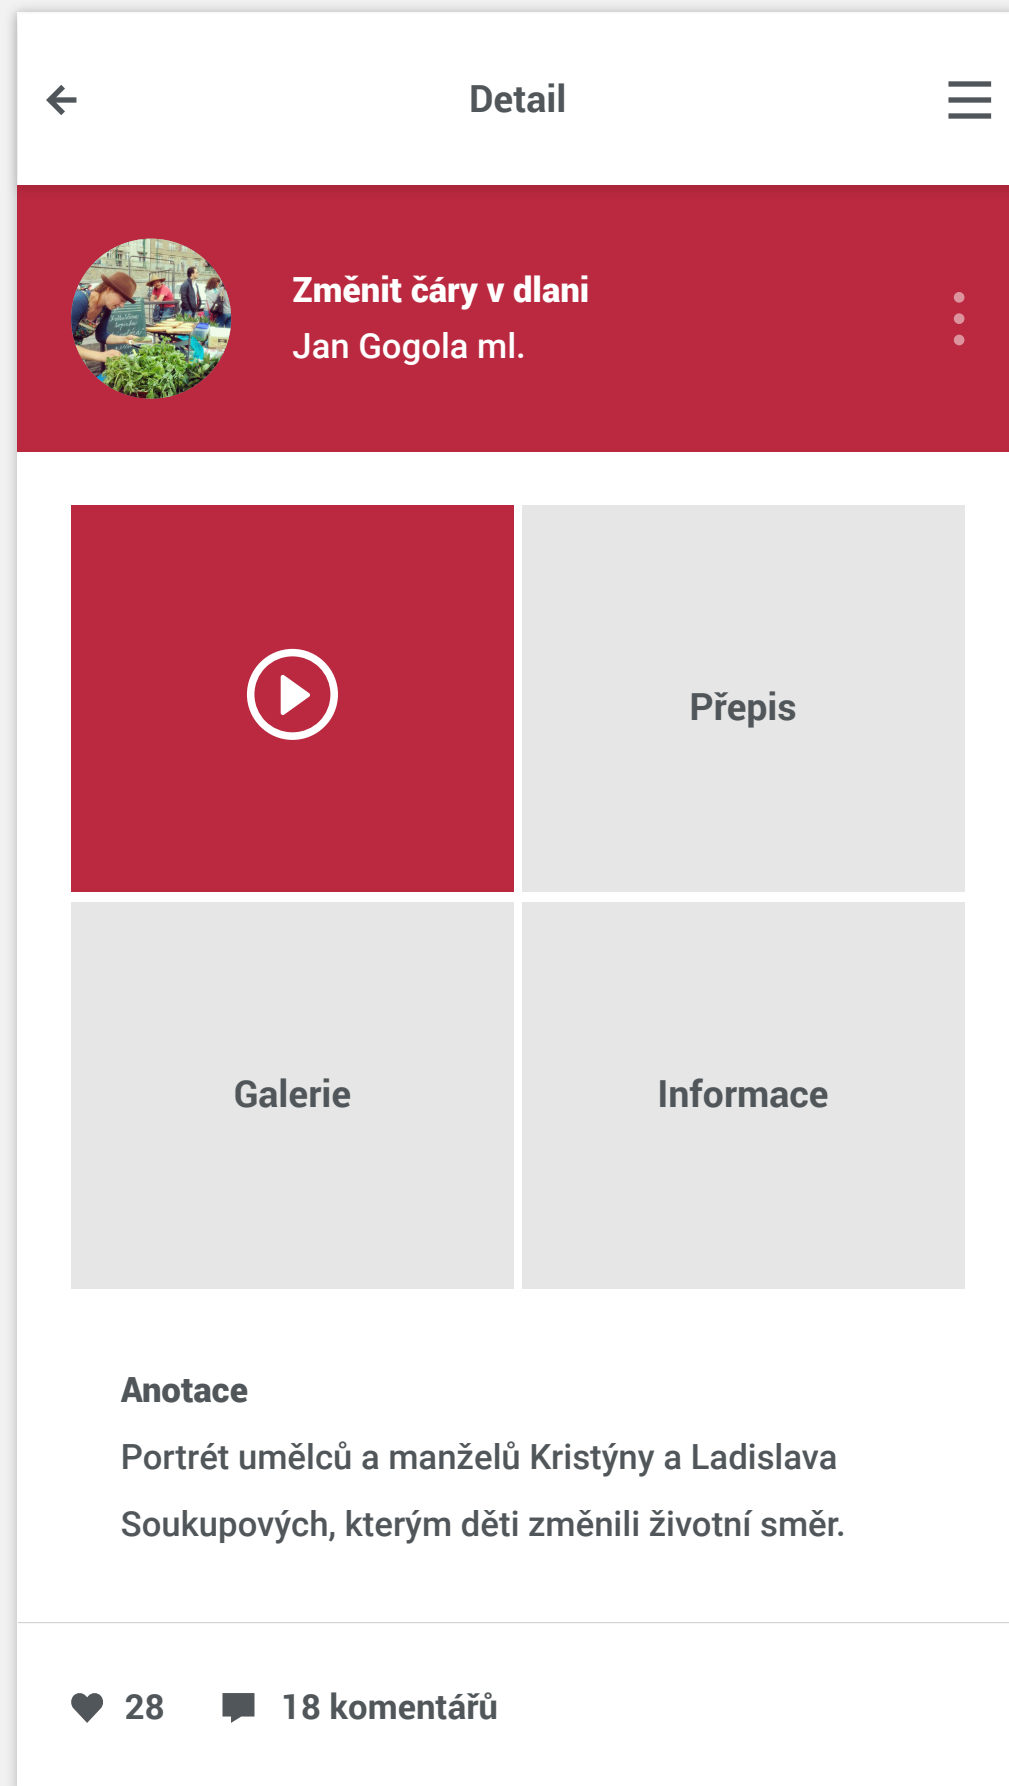 Detail
Změnit čáry v dlani
Jan Gogola ml.
Přepis
Galerie
Informace
Anotace
Portrét umělců a manželů Kristýny a Ladislava
Soukupových, kterým děti změnili životní směr.
28
18 komentářů